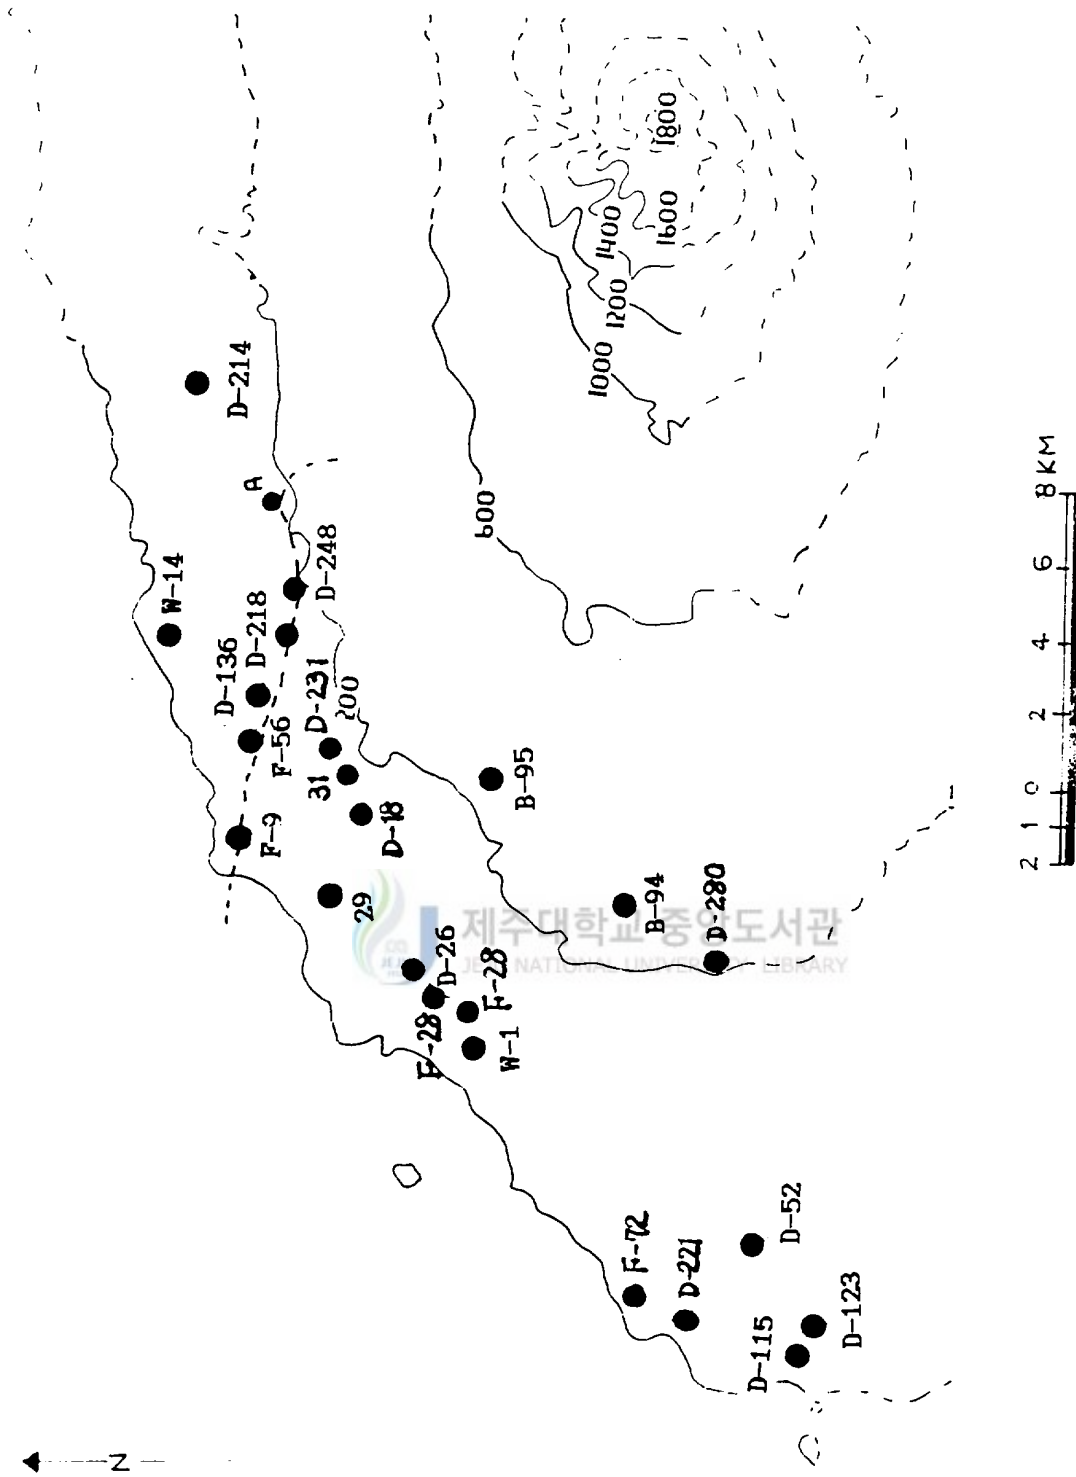 N
1800
1600
1400
1200
1000
600
200
D-214
A
W-14
D-248
D-218
D-136
F-56
D-231
31
D-18
F-9
29
B-95
B-94
D-280
D-26
F-28
F-28
W-1
F-72
D-221
D-52
D-115
D-123
제주대학교 중앙도서관
JEJU NATIONAL UNIVERSITY LIBRARY
2 1 0 2 4 6 8 KM